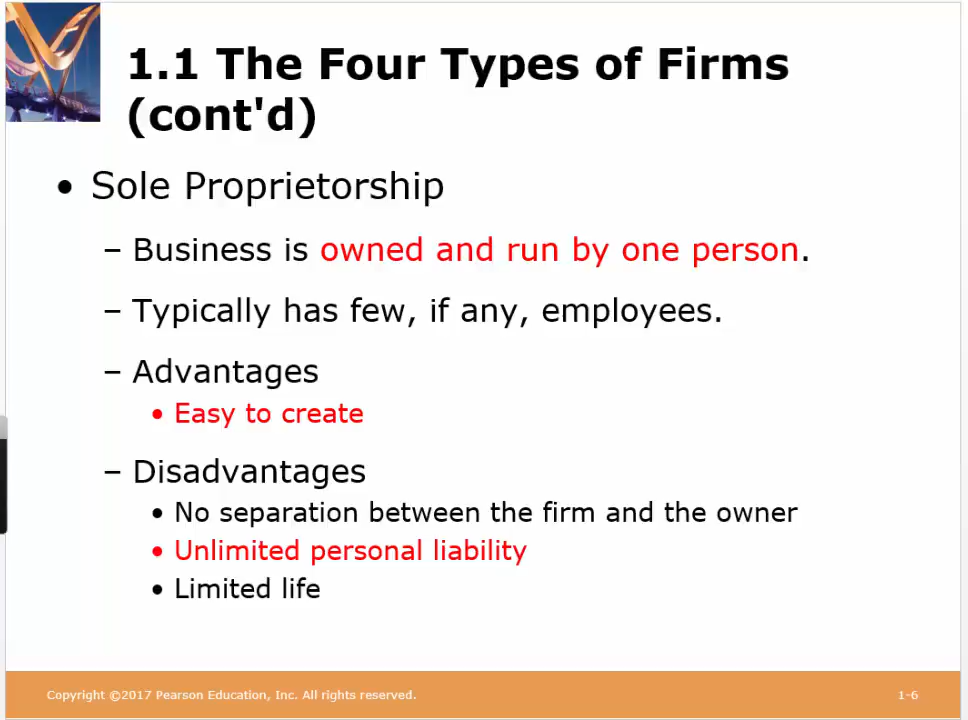 1.1 The Four Types of Firms
(cont'd)
• Sole Proprietorship
– Business is owned and run by one person.
– Typically has few, if any, employees.
– Advantages
• Easy to create
– Disadvantages
• No separation between the firm and the owner
• Unlimited personal liability
• Limited life
Copyright ©2017 Pearson Education, Inc. All rights reserved.
1-6